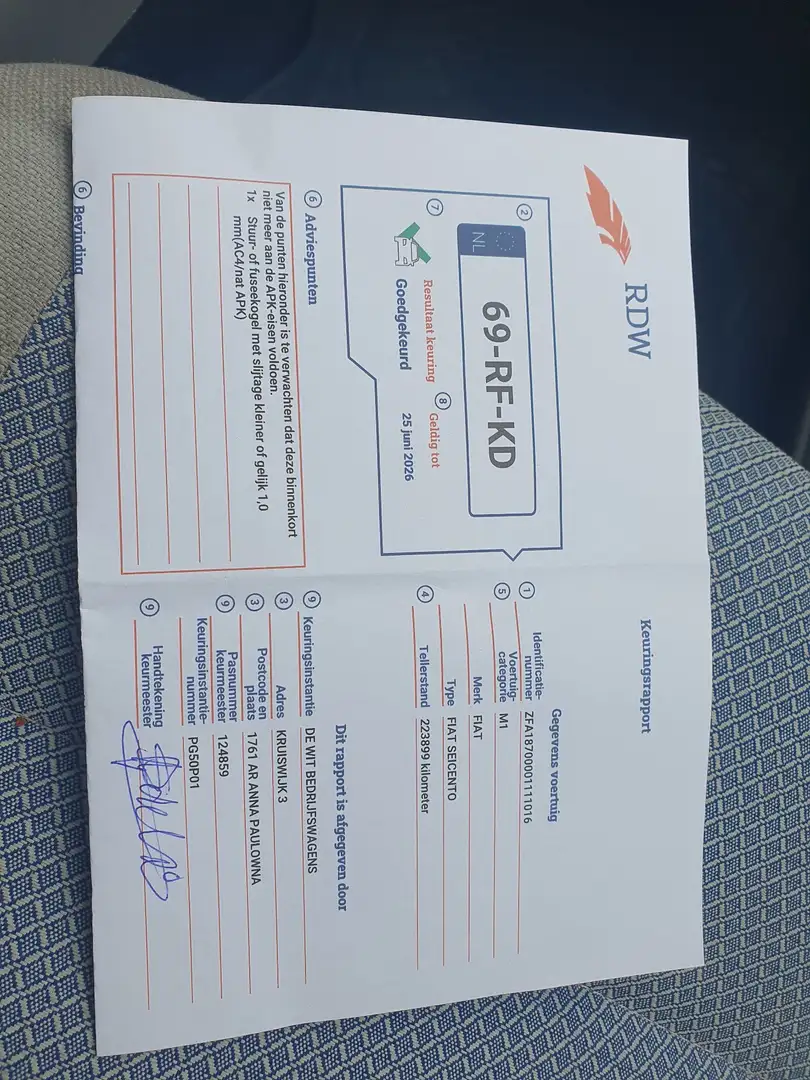 RDW
Keuringsrapport
2
NL
69-RF-KD
7 Resultaat keuring
Goedgekeurd
8 Geldig tot
25 juni 2026
6 Adviespunten
Van de punten hieronder is te verwachten dat deze binnenkort
niet meer aan de APK-eisen voldoen.
1x Stuur- of fuseekogel met slijtage kleiner of gelijk 1,0
mm(AC4/nat APK)
6 Bevinding
Gegevens voertuig
1 Identificatie-
nummer ZFA18700001111016
5 Voertuig-
categorie M1
Merk FIAT
Type FIAT SEICENTO
4 Tellerstand 223899 kilometer
Dit rapport is afgegeven door
9 Keuringsinstantie DE WIT BEDRIJFSWAGENS
3 Adres KRUISWIJK 3
3 Postcode en
plaats 1761 AR ANNA PAULOWNA
9 Pasnummer
keurmeester 124859
Keuringsinstantie-
nummer PG50P01
9 Handtekening
keurmeester